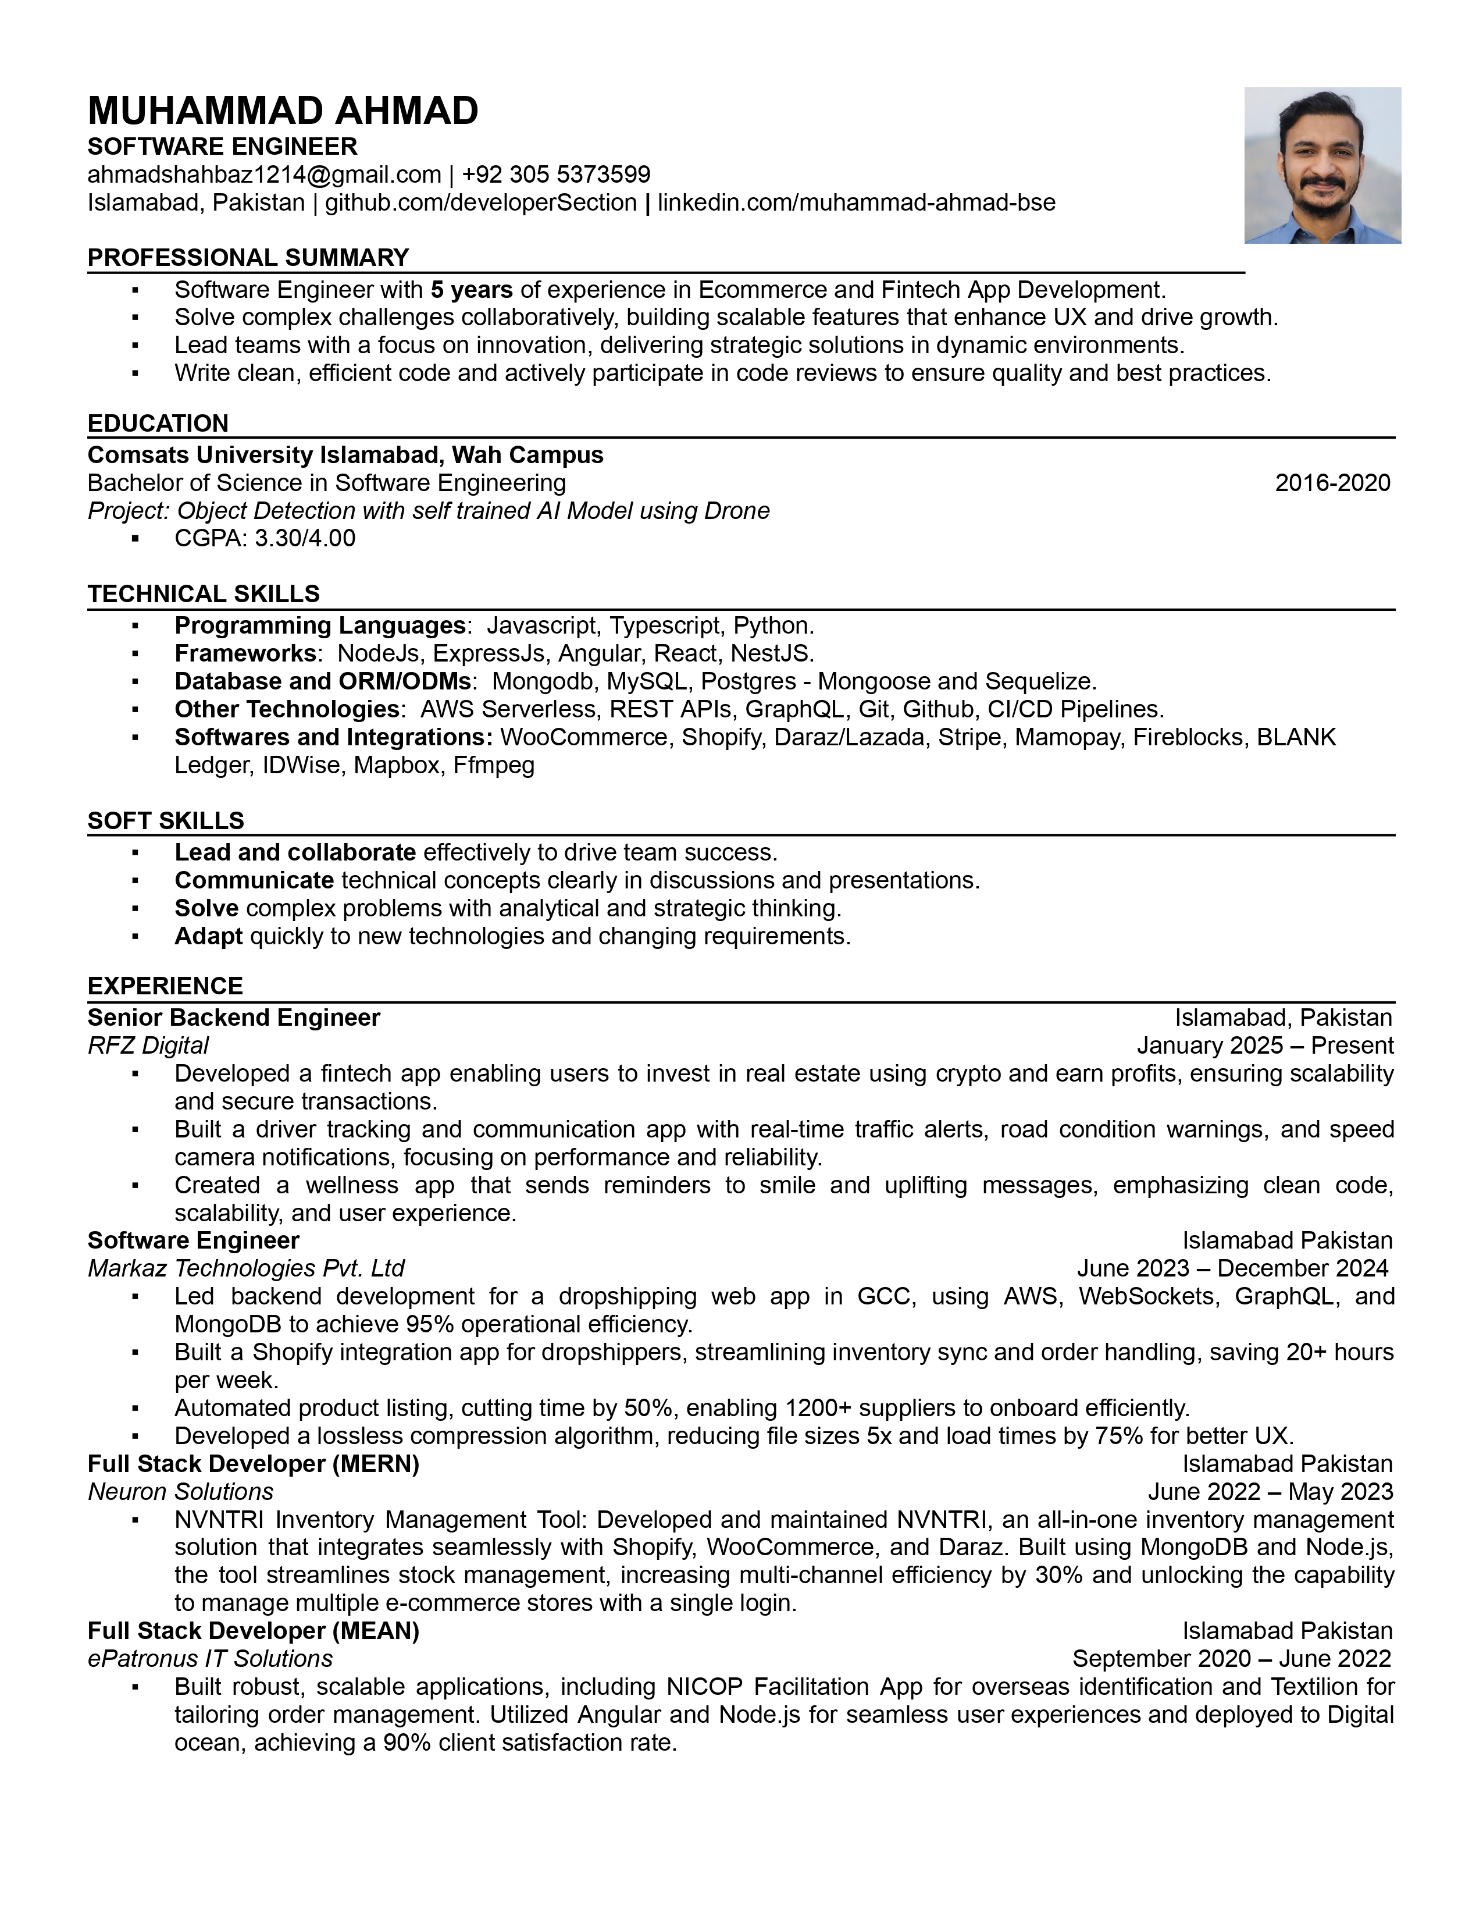 MUHAMMAD AHMAD
SOFTWARE ENGINEER
ahmadshahbaz1214@gmail.com | +92 305 5373599
Islamabad, Pakistan | github.com/developerSection | linkedin.com/muhammad-ahmad-bse
PROFESSIONAL SUMMARY
▪ Software Engineer with 5 years of experience in Ecommerce and Fintech App Development.
▪ Solve complex challenges collaboratively, building scalable features that enhance UX and drive growth.
▪ Lead teams with a focus on innovation, delivering strategic solutions in dynamic environments.
▪ Write clean, efficient code and actively participate in code reviews to ensure quality and best practices.
EDUCATION
Comsats University Islamabad, Wah Campus
Bachelor of Science in Software Engineering 2016-2020
Project: Object Detection with self trained AI Model using Drone
▪ CGPA: 3.30/4.00
TECHNICAL SKILLS
▪ Programming Languages: Javascript, Typescript, Python.
▪ Frameworks: NodeJs, ExpressJs, Angular, React, NestJS.
▪ Database and ORM/ODMs: Mongodb, MySQL, Postgres - Mongoose and Sequelize.
▪ Other Technologies: AWS Serverless, REST APIs, GraphQL, Git, Github, CI/CD Pipelines.
▪ Softwares and Integrations: WooCommerce, Shopify, Daraz/Lazada, Stripe, Mamopay, Fireblocks, BLANK
Ledger, IDWise, Mapbox, Ffmpeg
SOFT SKILLS
▪ Lead and collaborate effectively to drive team success.
▪ Communicate technical concepts clearly in discussions and presentations.
▪ Solve complex problems with analytical and strategic thinking.
▪ Adapt quickly to new technologies and changing requirements.
EXPERIENCE
Senior Backend Engineer Islamabad, Pakistan
RFZ Digital January 2025 – Present
▪ Developed a fintech app enabling users to invest in real estate using crypto and earn profits, ensuring scalability
and secure transactions.
▪ Built a driver tracking and communication app with real-time traffic alerts, road condition warnings, and speed
camera notifications, focusing on performance and reliability.
▪ Created a wellness app that sends reminders to smile and uplifting messages, emphasizing clean code,
scalability, and user experience.
Software Engineer Islamabad Pakistan
Markaz Technologies Pvt. Ltd June 2023 – December 2024
▪ Led backend development for a dropshipping web app in GCC, using AWS, WebSockets, GraphQL, and
MongoDB to achieve 95% operational efficiency.
▪ Built a Shopify integration app for dropshippers, streamlining inventory sync and order handling, saving 20+ hours
per week.
▪ Automated product listing, cutting time by 50%, enabling 1200+ suppliers to onboard efficiently.
▪ Developed a lossless compression algorithm, reducing file sizes 5x and load times by 75% for better UX.
Full Stack Developer (MERN) Islamabad Pakistan
Neuron Solutions June 2022 – May 2023
▪ NVNTRI Inventory Management Tool: Developed and maintained NVNTRI, an all-in-one inventory management
solution that integrates seamlessly with Shopify, WooCommerce, and Daraz. Built using MongoDB and Node.js,
the tool streamlines stock management, increasing multi-channel efficiency by 30% and unlocking the capability
to manage multiple e-commerce stores with a single login.
Full Stack Developer (MEAN) Islamabad Pakistan
ePatronus IT Solutions September 2020 – June 2022
▪ Built robust, scalable applications, including NICOP Facilitation App for overseas identification and Textilion for
tailoring order management. Utilized Angular and Node.js for seamless user experiences and deployed to Digital
ocean, achieving a 90% client satisfaction rate.